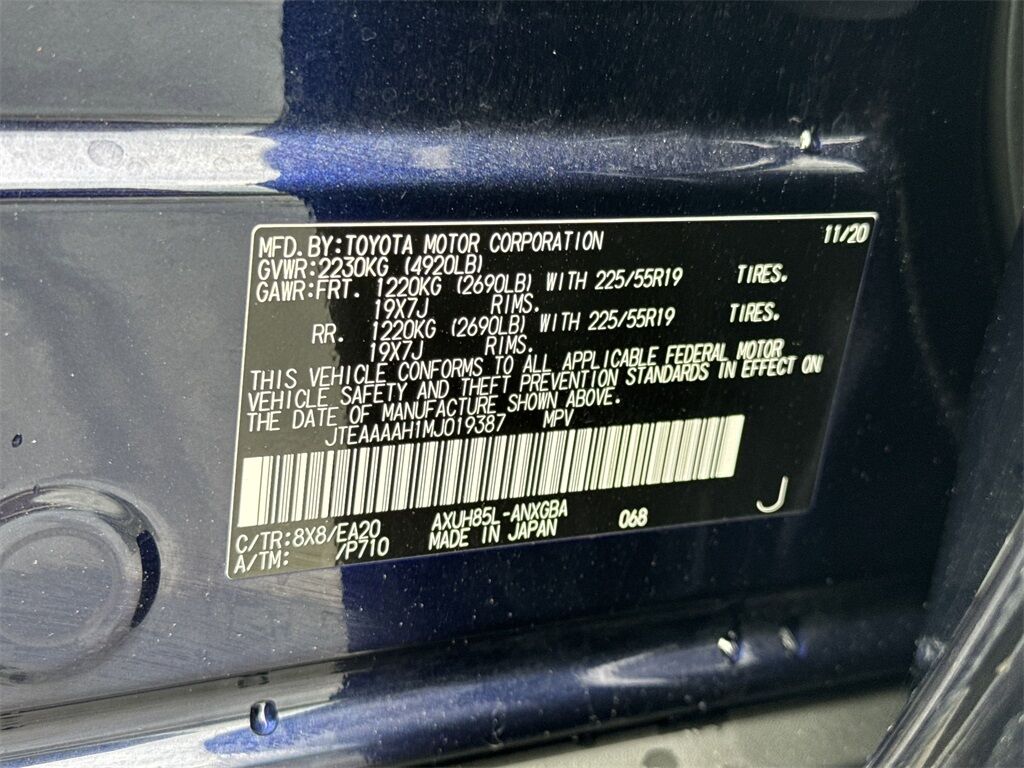 MFD. BY: TOYOTA MOTOR CORPORATION 11/20
GVWR: 2230KG (4920LB)
GAWR: FRT. 1220KG (2690LB) WITH 225/55R19 TIRES.
19X7J RIMS.
RR. 1220KG (2690LB) WITH 225/55R19 TIRES.
19X7J RIMS.
THIS VEHICLE CONFORMS TO ALL APPLICABLE FEDERAL MOTOR
VEHICLE SAFETY AND THEFT PREVENTION STANDARDS IN EFFECT ON
THE DATE OF MANUFACTURE SHOWN ABOVE.
JTEAAAAH1MJ019387 MPV
C/TR: 8X8/EA20 AXUH85L-ANXGBA 068 J
A/TM: /P710 MADE IN JAPAN